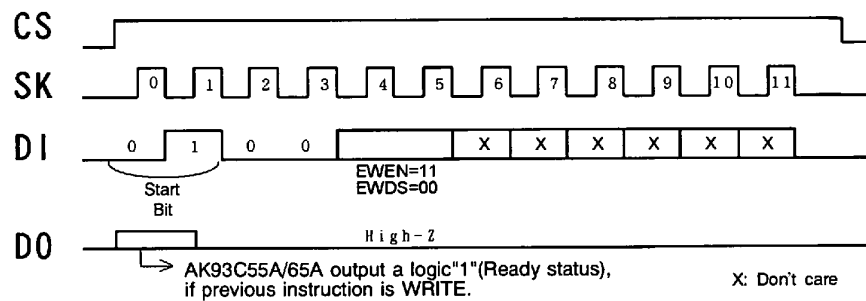 CS
SK 0 1 2 3 4 5 6 7 8 9 10 11
DI 0 1 0 0 X X X X X X
Start
Bit
EWEN=11
EWDS=00
DO High-Z
AK93C55A/65A output a logic"1"(Ready status),
if previous instruction is WRITE.
X: Don't care